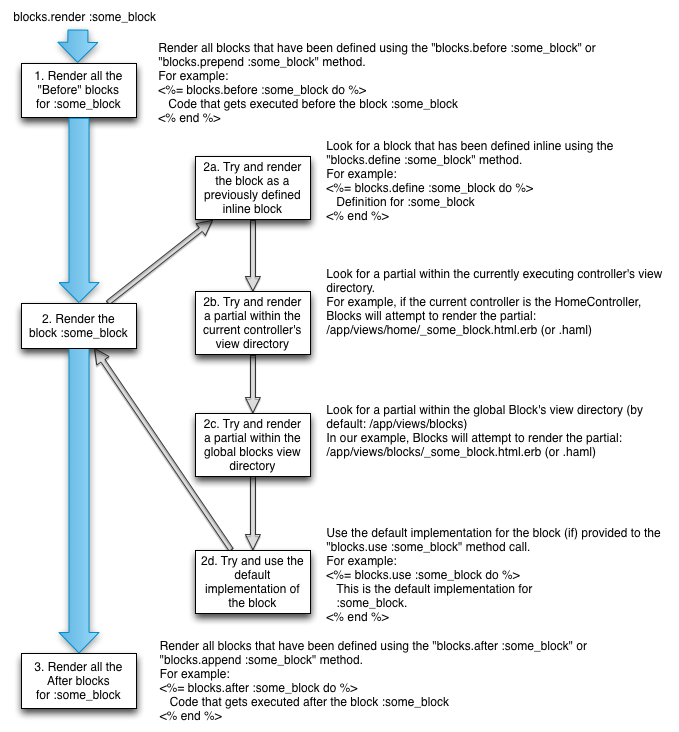 blocks.render :some_block
Render all blocks that have been defined using the "blocks.before :some_block" or
"blocks.prepend :some_block" method.
For example:
<%= blocks.before :some_block do %>
Code that gets executed before the block :some_block
<% end %>
1. Render all the
"Before" blocks
for :some_block
Look for a block that has been defined inline using the
"blocks.define :some_block" method.
For example:
<%= blocks.define :some_block do %>
Definition for :some_block
<% end %>
2a. Try and render
the block as a
previously defined
inline block
Look for a partial within the currently executing controller's view
directory.
For example, if the current controller is the HomeController,
Blocks will attempt to render the partial:
/app/views/home/_some_block.html.erb (or .haml)
2. Render the
block :some_block
2b. Try and render
a partial within the
current controller's
view directory
Look for a partial within the global Block's view directory (by
default: /app/views/blocks)
In our example, Blocks will attempt to render the partial:
/app/views/blocks/_some_block.html.erb (or .haml)
2c. Try and render
a partial within the
global blocks view
directory
Use the default implementation for the block (if) provided to the
"blocks.use :some_block" method call.
For example:
<%= blocks.use :some_block do %>
This is the default implementation for
:some_block.
<% end %>
2d. Try and use the
default
implementation of
the block
Render all blocks that have been defined using the "blocks.after :some_block" or
"blocks.append :some_block" method.
For example:
<%= blocks.after :some_block do %>
Code that gets executed after the block :some_block
<% end %>
3. Render all the
After blocks
for :some_block